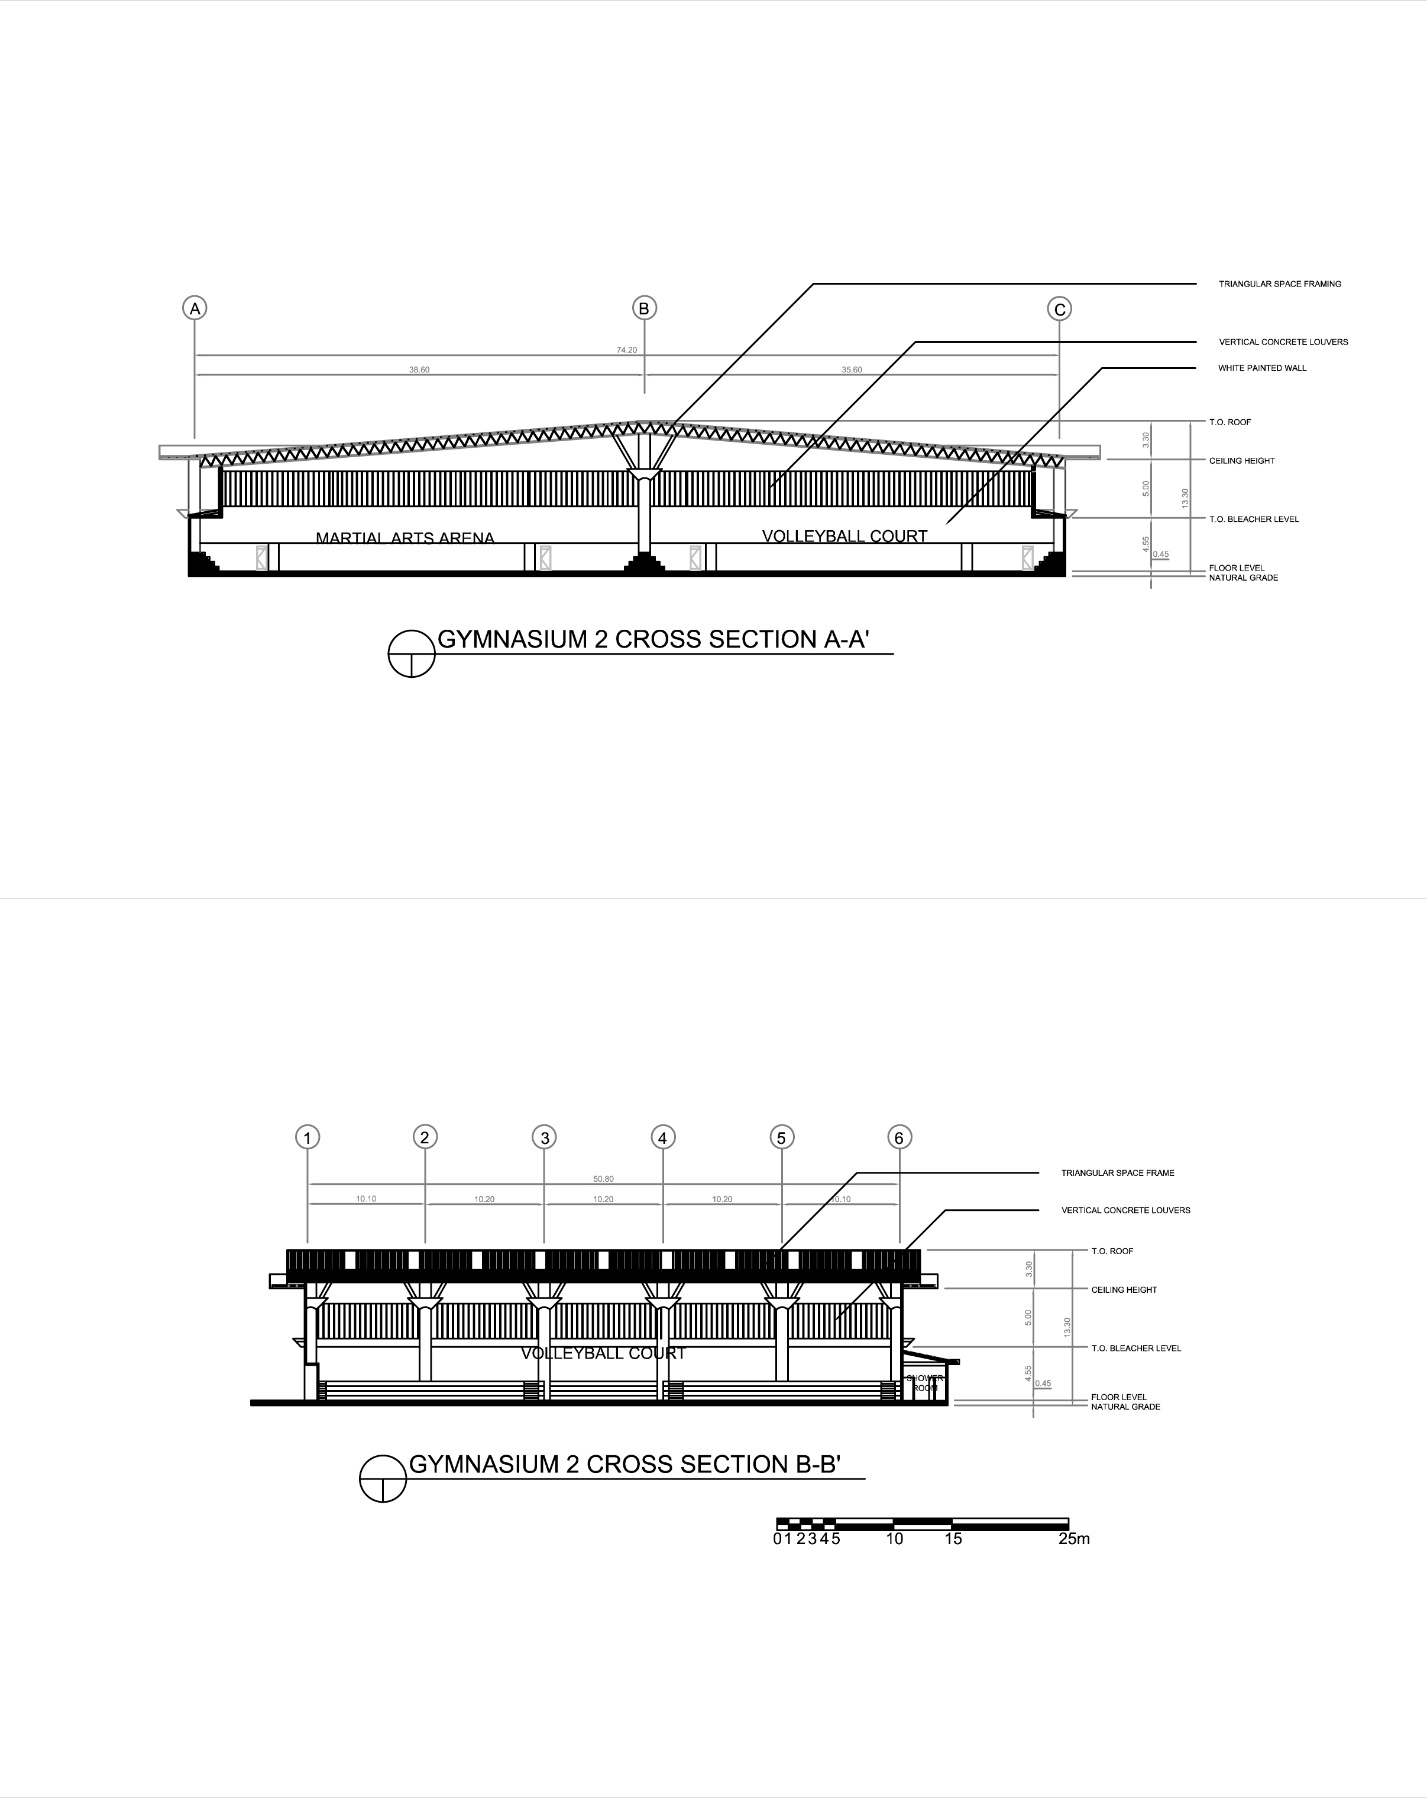 TRIANGULAR SPACE FRAMING
A
B
C
VERTICAL CONCRETE LOUVERS
74.20
WHITE PAINTED WALL
38.60
35.60
T.O. ROOF
3.30
CEILING HEIGHT
5.00
13.30
T.O. BLEACHER LEVEL
MARTIAL ARTS ARENA
VOLLEYBALL COURT
4.55
0.45
FLOOR LEVEL
NATURAL GRADE
GYMNASIUM 2 CROSS SECTION A-A'
1
2
3
4
5
6
TRIANGULAR SPACE FRAME
50.80
10.10
10.20
10.20
10.20
10.10
VERTICAL CONCRETE LOUVERS
T.O. ROOF
3.30
CEILING HEIGHT
5.00
13.30
T.O. BLEACHER LEVEL
VOLLEYBALL COURT
4.55
SHOWER
ROOM
0.45
FLOOR LEVEL
NATURAL GRADE
GYMNASIUM 2 CROSS SECTION B-B'
0 1 2 3 4 5 10 15 25m